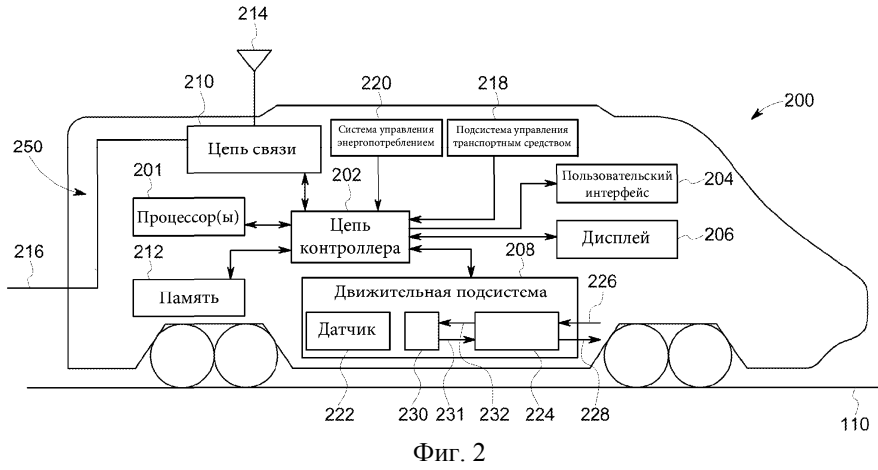 214
210
220
218
200
Система управления
энергопотреблением
Подсистема управления
транспортным средством
Цепь связи
250
201
202
Пользовательский
интерфейс
204
Процессор(ы)
Цепь
контроллера
Дисплей
206
216
212
208
Память
Движительная подсистема
226
Датчик
222
230
231
232
224
228
110
Фиг. 2